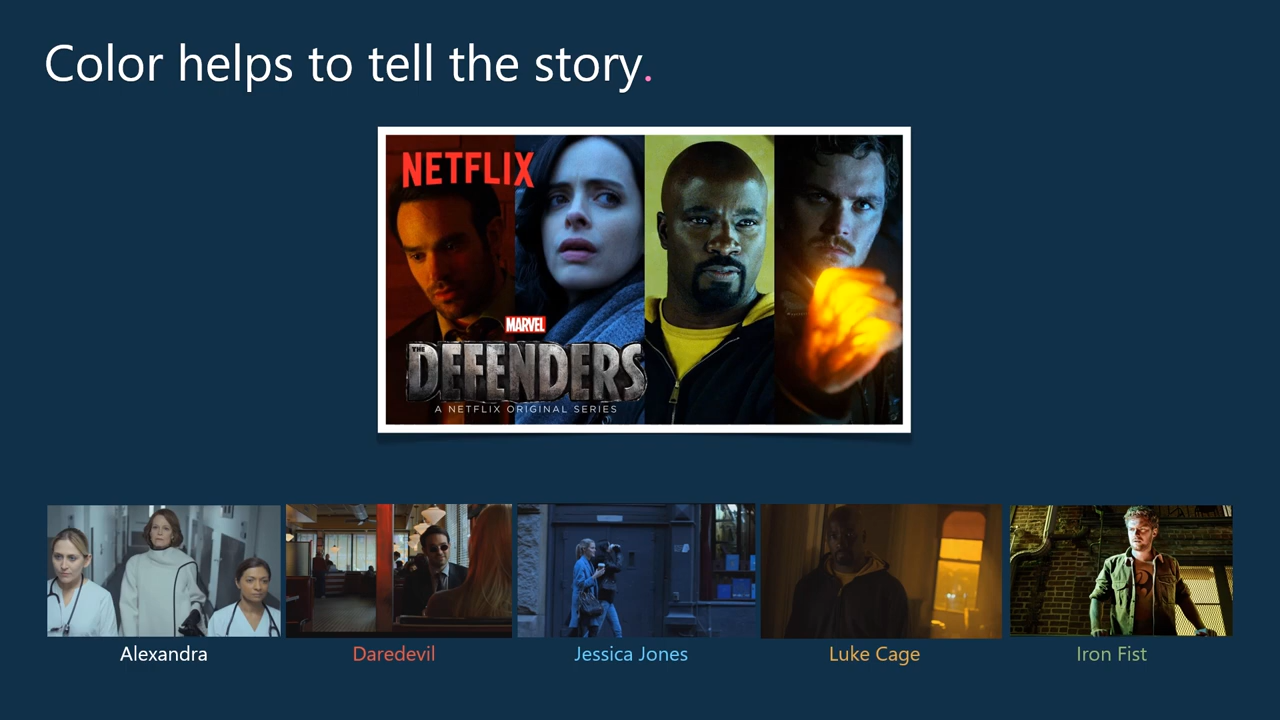 Color helps to tell the story.
NETFLIX
MARVEL
THE DEFENDERS
A NETFLIX ORIGINAL SERIES
Alexandra
Daredevil
Jessica Jones
Luke Cage
Iron Fist